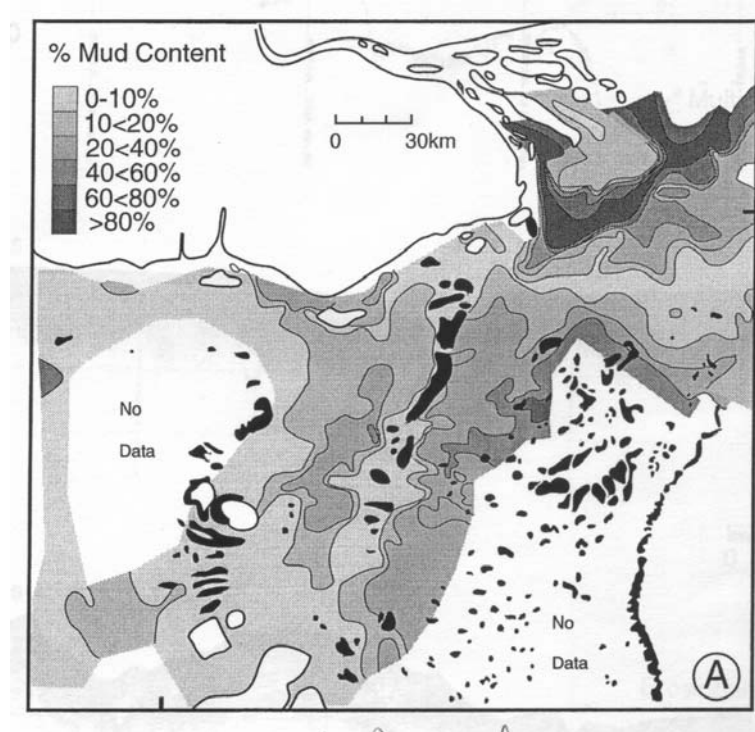 % Mud Content
0-10%
10<20%
20<40%
40<60%
60<80%
>80%
0 30km
No
Data
No
Data
A